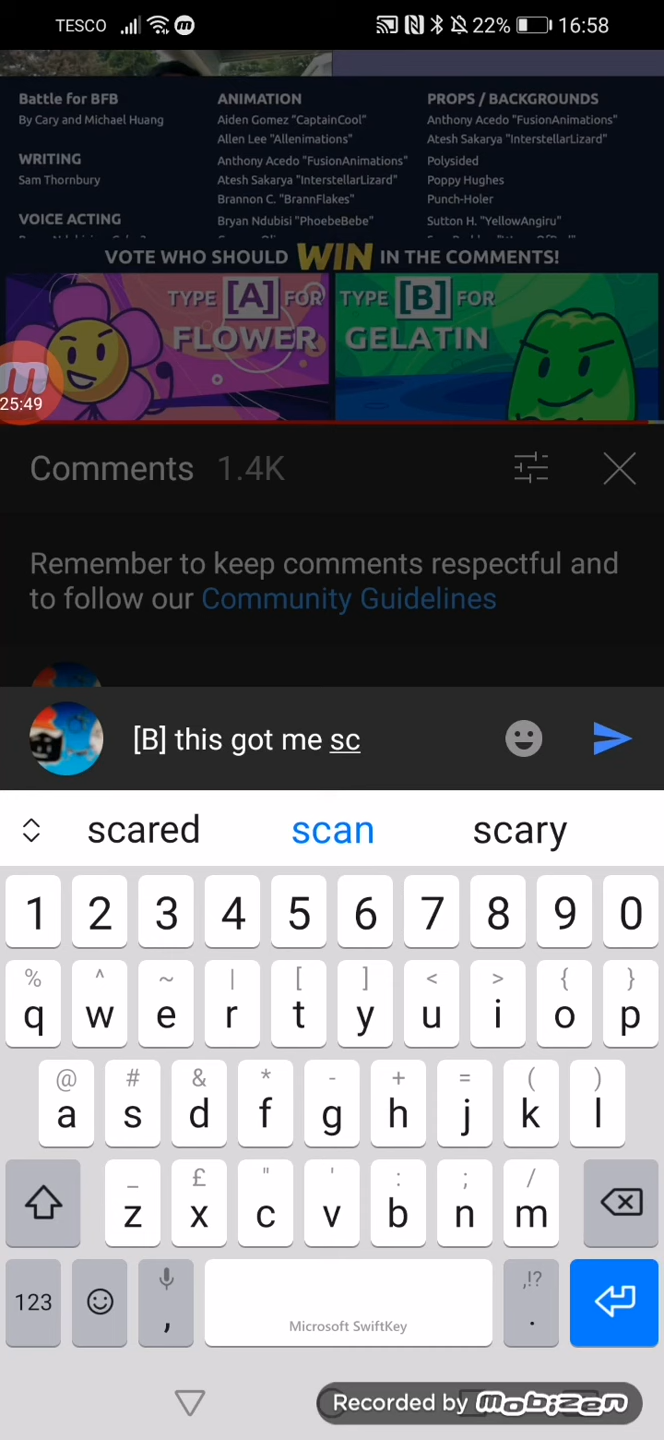 TESCO 22% 16:58
Battle for BFB
By Cary and Michael Huang
WRITING
Sam Thornbury
VOICE ACTING
ANIMATION
Aiden Gomez "CaptainCool"
Allen Lee "Allenimations"
Anthony Acedo "FusionAnimations"
Atesh Sakarya "InterstellarLizard"
Brannon C. "BrannFlakes"
Bryan Ndubisi "PhoebeBebe"
PROPS / BACKGROUNDS
Anthony Acedo "FusionAnimations"
Atesh Sakarya "InterstellarLizard"
Polysided
Poppy Hughes
Punch-Holer
Sutton H. "YellowAngiru"
VOTE WHO SHOULD WIN IN THE COMMENTS!
TYPE [A] FOR
FLOWER
TYPE [B] FOR
GELATIN
25:49
Comments 1.4K
Remember to keep comments respectful and
to follow our Community Guidelines
[B] this got me sc
scared scan scary
1 2 3 4 5 6 7 8 9 0
% ^ ~ | [ ] < > { }
q w e r t y u i o p
@ # & * - + = ( )
a s d f g h j k l
_ £ " ' : ; /
z x c v b n m
,!?
123 , Microsoft SwiftKey .
Recorded by mobizen